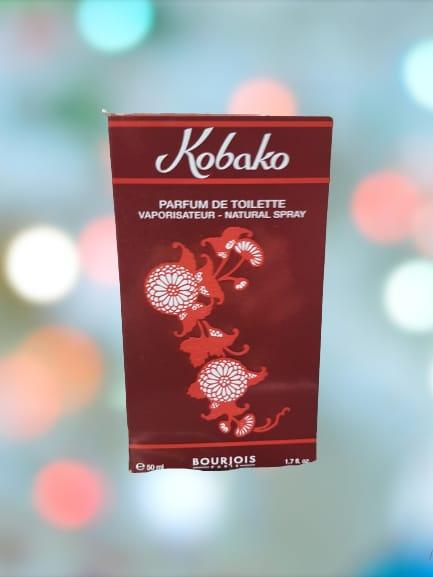 Kobako
PARFUM DE TOILETTE
VAPORISATEUR - NATURAL SPRAY
BOURJOIS
PARIS
℮ 50 ml
1.7 fl. oz